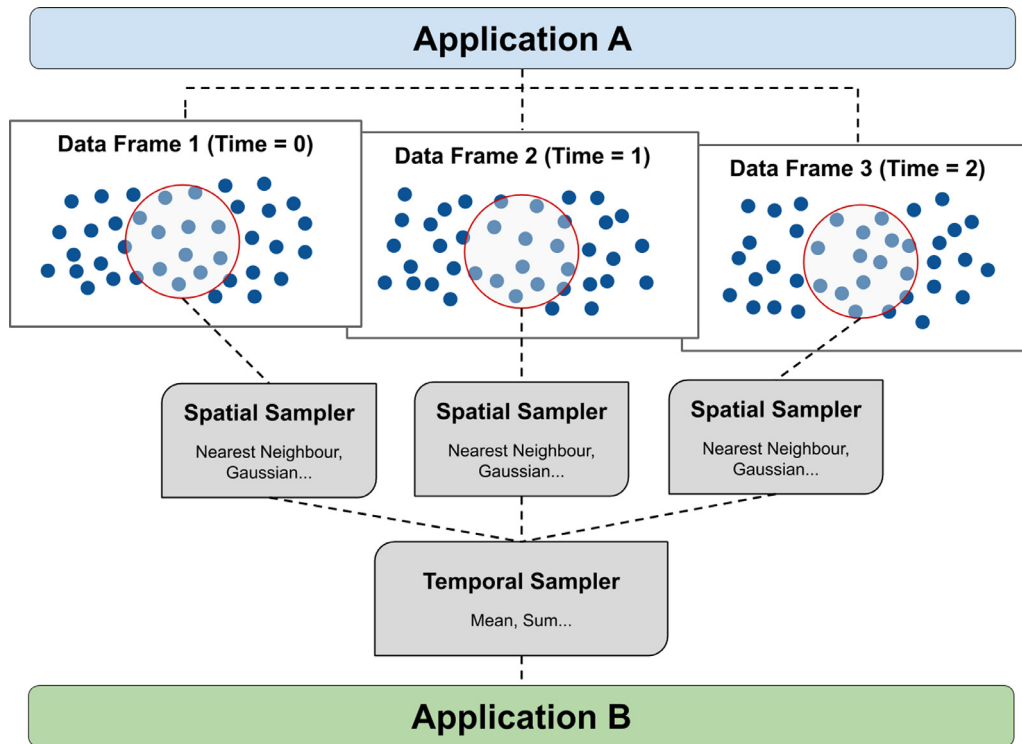 Application A
Data Frame 1 (Time = 0)
Data Frame 2 (Time = 1)
Data Frame 3 (Time = 2)
Spatial Sampler
Nearest Neighbour,
Gaussian...
Spatial Sampler
Nearest Neighbour,
Gaussian...
Spatial Sampler
Nearest Neighbour,
Gaussian...
Temporal Sampler
Mean, Sum...
Application B